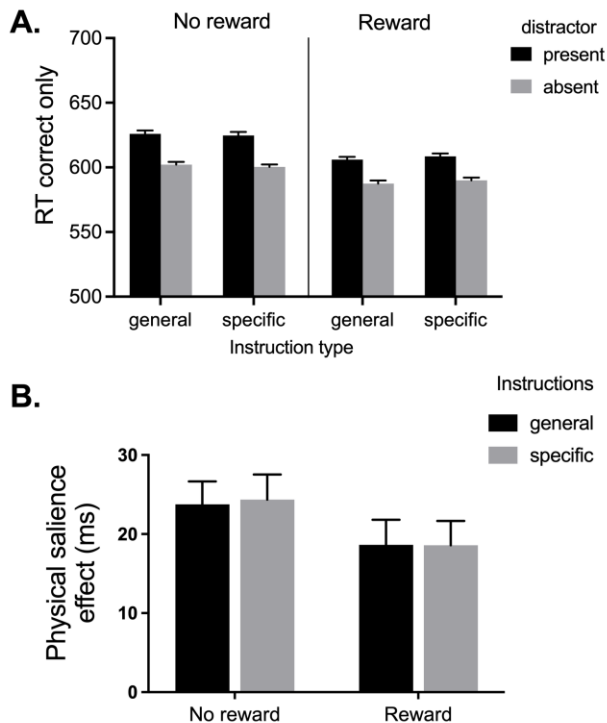 A.
No reward
Reward
distractor
present
absent
RT correct only
700
650
600
550
500
general
specific
general
specific
Instruction type
B.
Instructions
general
specific
Physical salience
effect (ms)
30
20
10
0
No reward
Reward